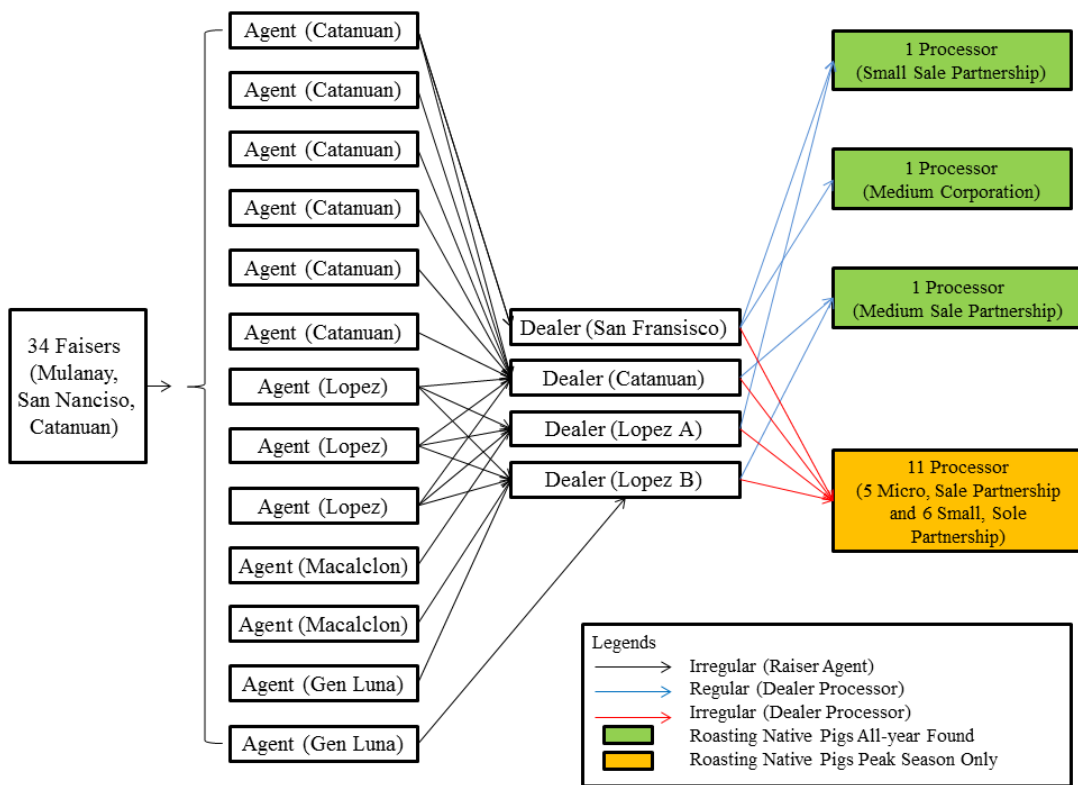 34 Faisers
(Mulanay,
San Nanciso,
Catanuan)
Agent (Catanuan)
Agent (Catanuan)
Agent (Catanuan)
Agent (Catanuan)
Agent (Catanuan)
Agent (Catanuan)
Agent (Lopez)
Agent (Lopez)
Agent (Lopez)
Agent (Macalclon)
Agent (Macalclon)
Agent (Gen Luna)
Agent (Gen Luna)
Dealer (San Fransisco)
Dealer (Catanuan)
Dealer (Lopez A)
Dealer (Lopez B)
1 Processor
(Small Sale Partnership)
1 Processor
(Medium Corporation)
1 Processor
(Medium Sale Partnership)
11 Processor
(5 Micro, Sale Partnership
and 6 Small, Sole
Partnership)
Legends
Irregular (Raiser Agent)
Regular (Dealer Processor)
Irregular (Dealer Processor)
Roasting Native Pigs All-year Found
Roasting Native Pigs Peak Season Only